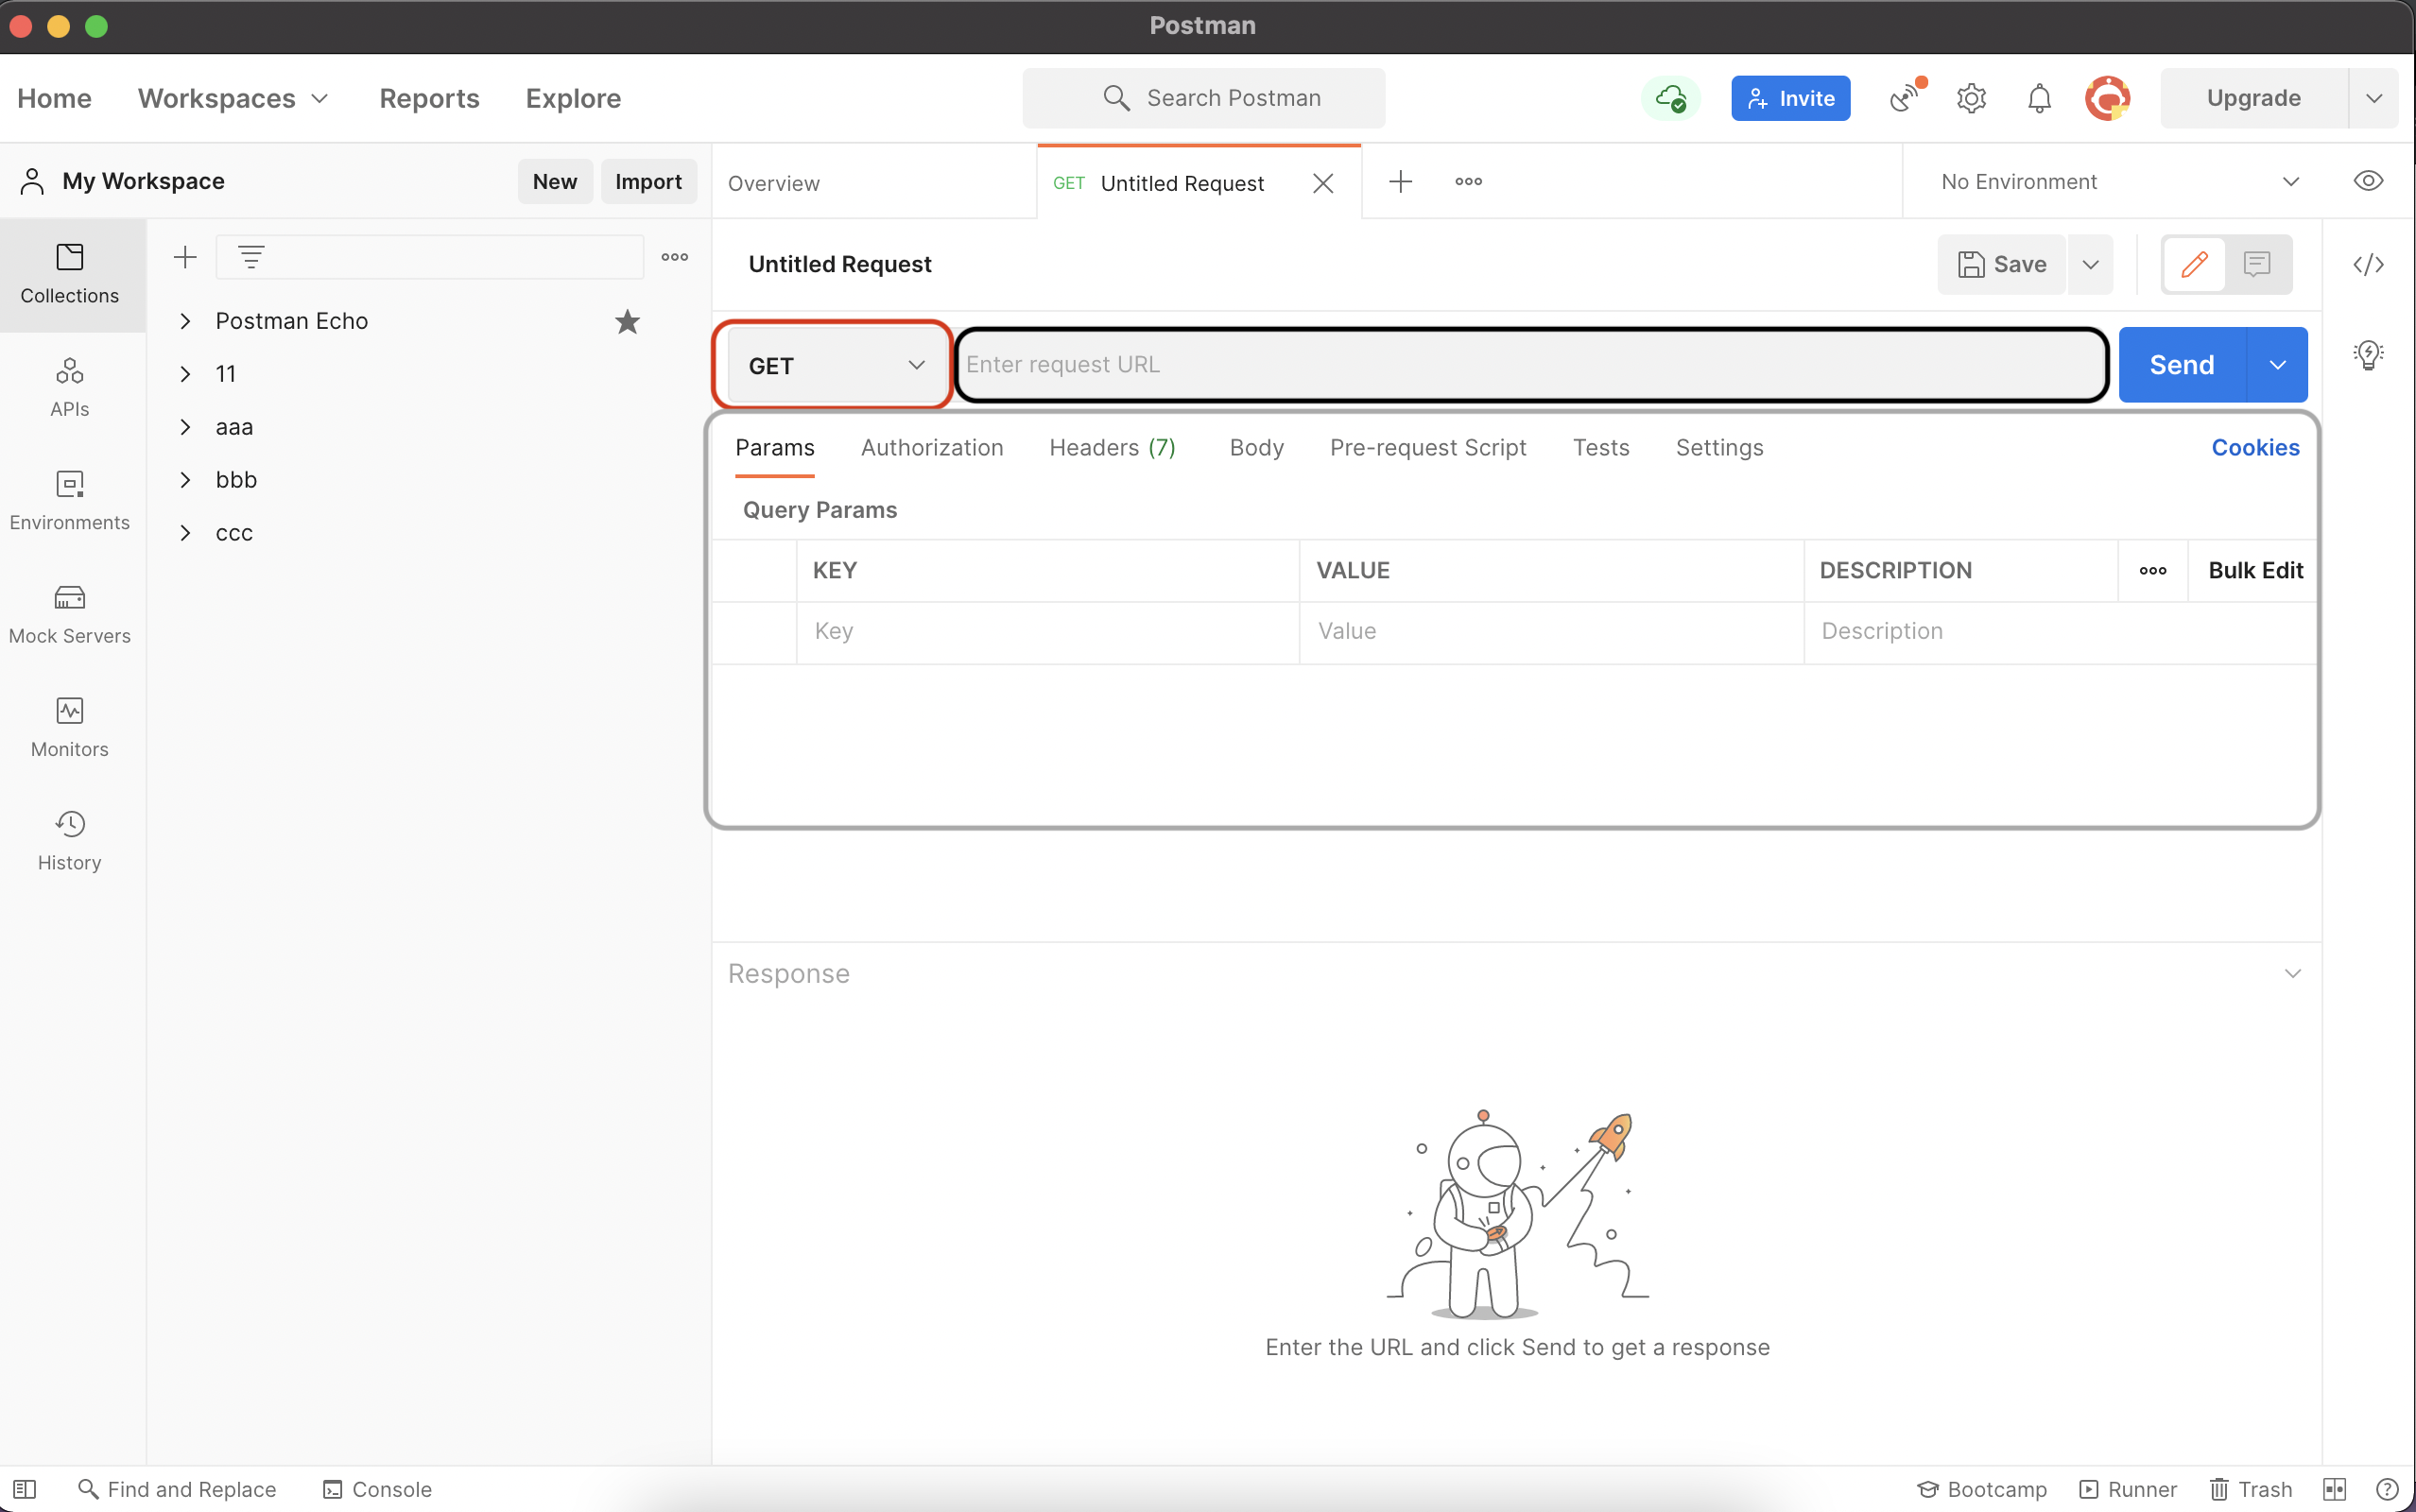 Postman
Home Workspaces Reports Explore Search Postman Invite Upgrade
My Workspace New Import Overview GET Untitled Request No Environment
Collections
APIs
Environments
Mock Servers
Monitors
History
Postman Echo
11
aaa
bbb
ccc
Untitled Request Save
GET Enter request URL Send
Params Authorization Headers (7) Body Pre-request Script Tests Settings Cookies
Query Params
KEY VALUE DESCRIPTION Bulk Edit
Key Value Description
Response
Enter the URL and click Send to get a response
Find and Replace Console Bootcamp Runner Trash